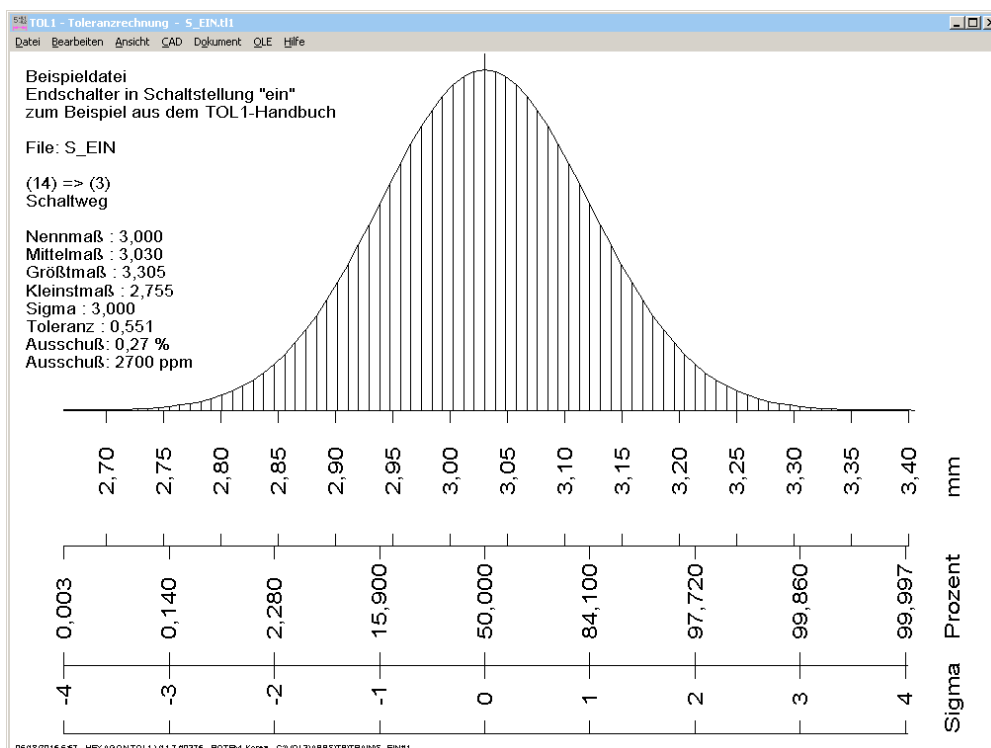 TOL1 - Toleranzrechnung - S_EIN.tl1
Datei Bearbeiten Ansicht CAD Dokument OLE Hilfe
Beispieldatei
Endschalter in Schaltstellung "ein"
zum Beispiel aus dem TOL1-Handbuch
File: S_EIN
(14) => (3)
Schaltweg
Nennmaß : 3,000
Mittelmaß : 3,030
Größtmaß : 3,305
Kleinstmaß : 2,755
Sigma : 3,000
Toleranz : 0,551
Ausschuß: 0,27 %
Ausschuß: 2700 ppm
2,70 2,75 2,80 2,85 2,90 2,95 3,00 3,05 3,10 3,15 3,20 3,25 3,30 3,35 3,40 mm
0,003 0,140 2,280 15,900 50,000 84,100 97,720 99,860 99,997 Prozent
-4 -3 -2 -1 0 1 2 3 4 Sigma